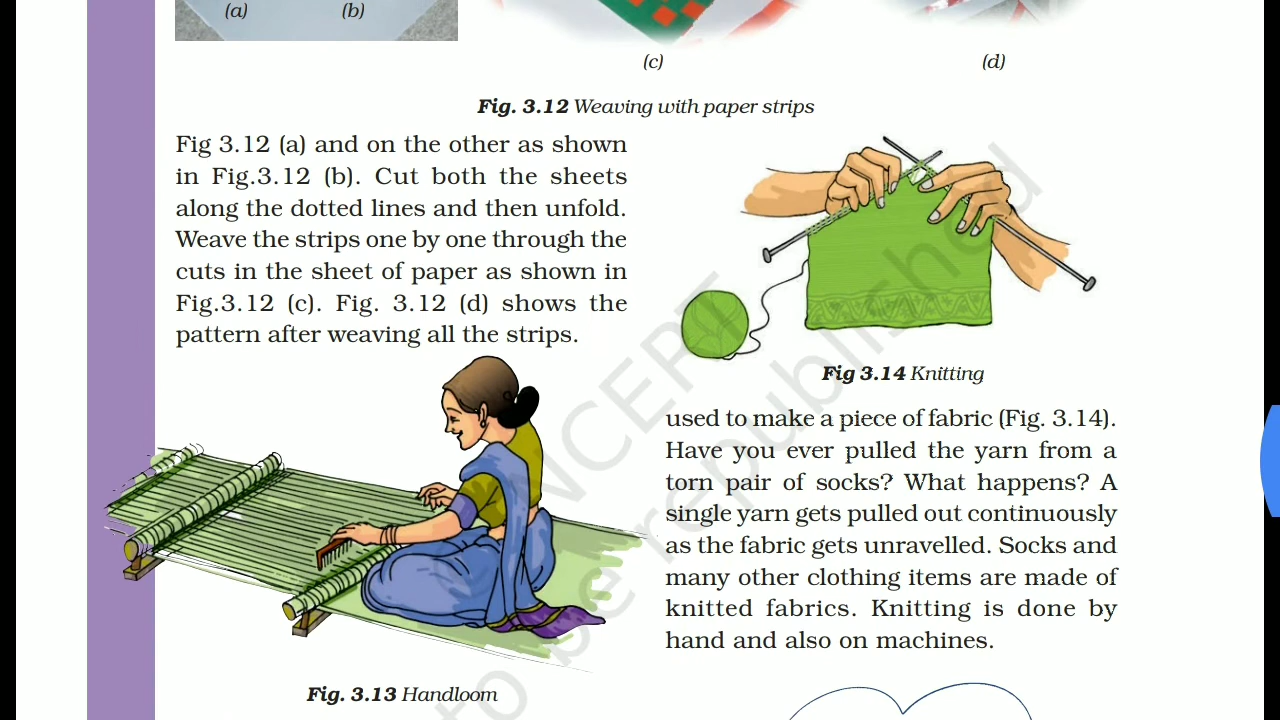 (a)
(b)
(c)
(d)
Fig. 3.12 Weaving with paper strips
Fig 3.12 (a) and on the other as shown
in Fig.3.12 (b). Cut both the sheets
along the dotted lines and then unfold.
Weave the strips one by one through the
cuts in the sheet of paper as shown in
Fig.3.12 (c). Fig. 3.12 (d) shows the
pattern after weaving all the strips.
Fig. 3.13 Handloom
Fig 3.14 Knitting
used to make a piece of fabric (Fig. 3.14).
Have you ever pulled the yarn from a
torn pair of socks? What happens? A
single yarn gets pulled out continuously
as the fabric gets unravelled. Socks and
many other clothing items are made of
knitted fabrics. Knitting is done by
hand and also on machines.
NCERT
to be republished